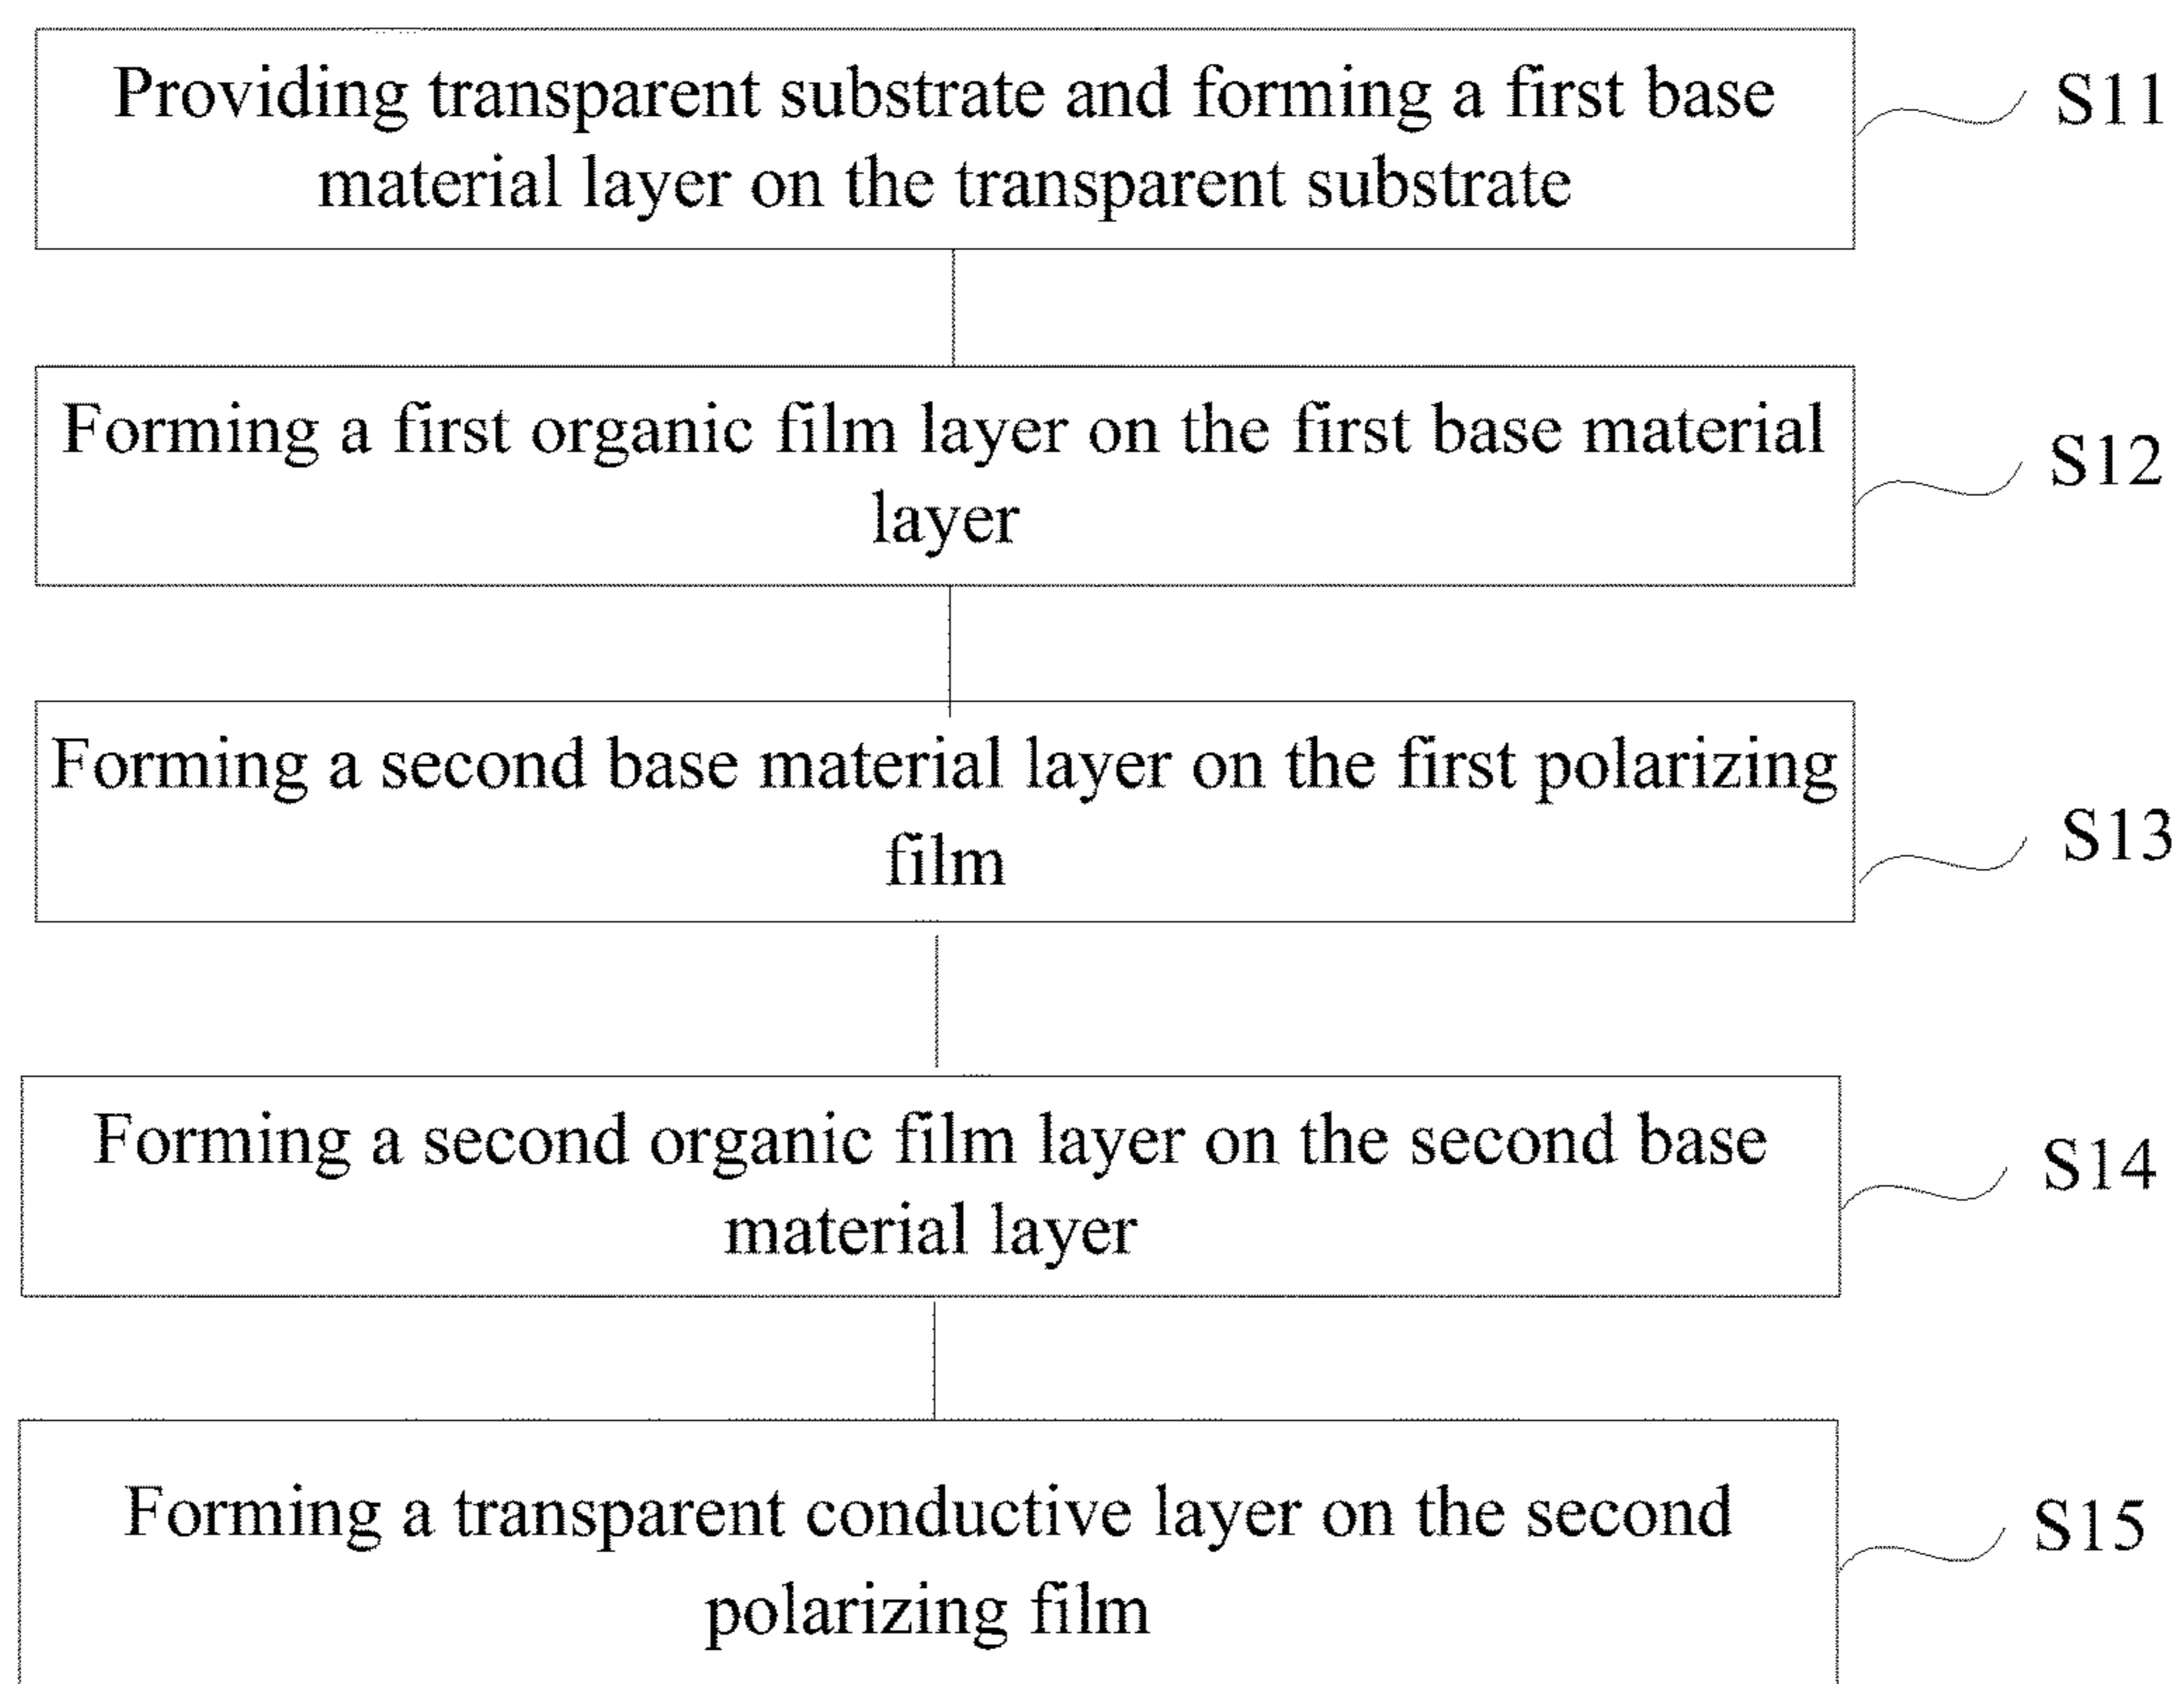 Providing transparent substrate and forming a first base
material layer on the transparent substrate
S11
Forming a first organic film layer on the first base material
layer
S12
Forming a second base material layer on the first polarizing
film
S13
Forming a second organic film layer on the second base
material layer
S14
Forming a transparent conductive layer on the second
polarizing film
S15